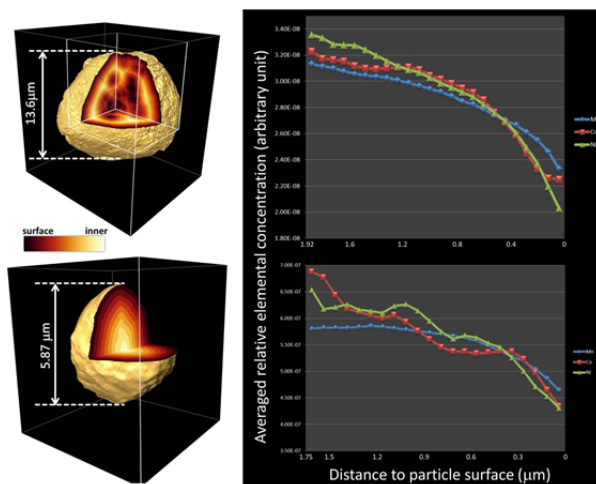 13.6µm
surface
inner
5.87 µm
Averaged relative elemental concentration (arbitrary unit)
3.40E-08
3.20E-08
3.00E-08
2.80E-08
2.60E-08
2.40E-08
2.20E-08
2.00E-08
1.80E-08
1.92
1.6
1.2
0.8
0.4
0
Co
Ni
7.00E-07
6.50E-07
6.00E-07
5.50E-07
5.00E-07
4.50E-07
4.00E-07
3.50E-07
1.75
1.5
1.2
0.9
0.6
0.3
0
Mn
Co
Ni
Distance to particle surface (µm)